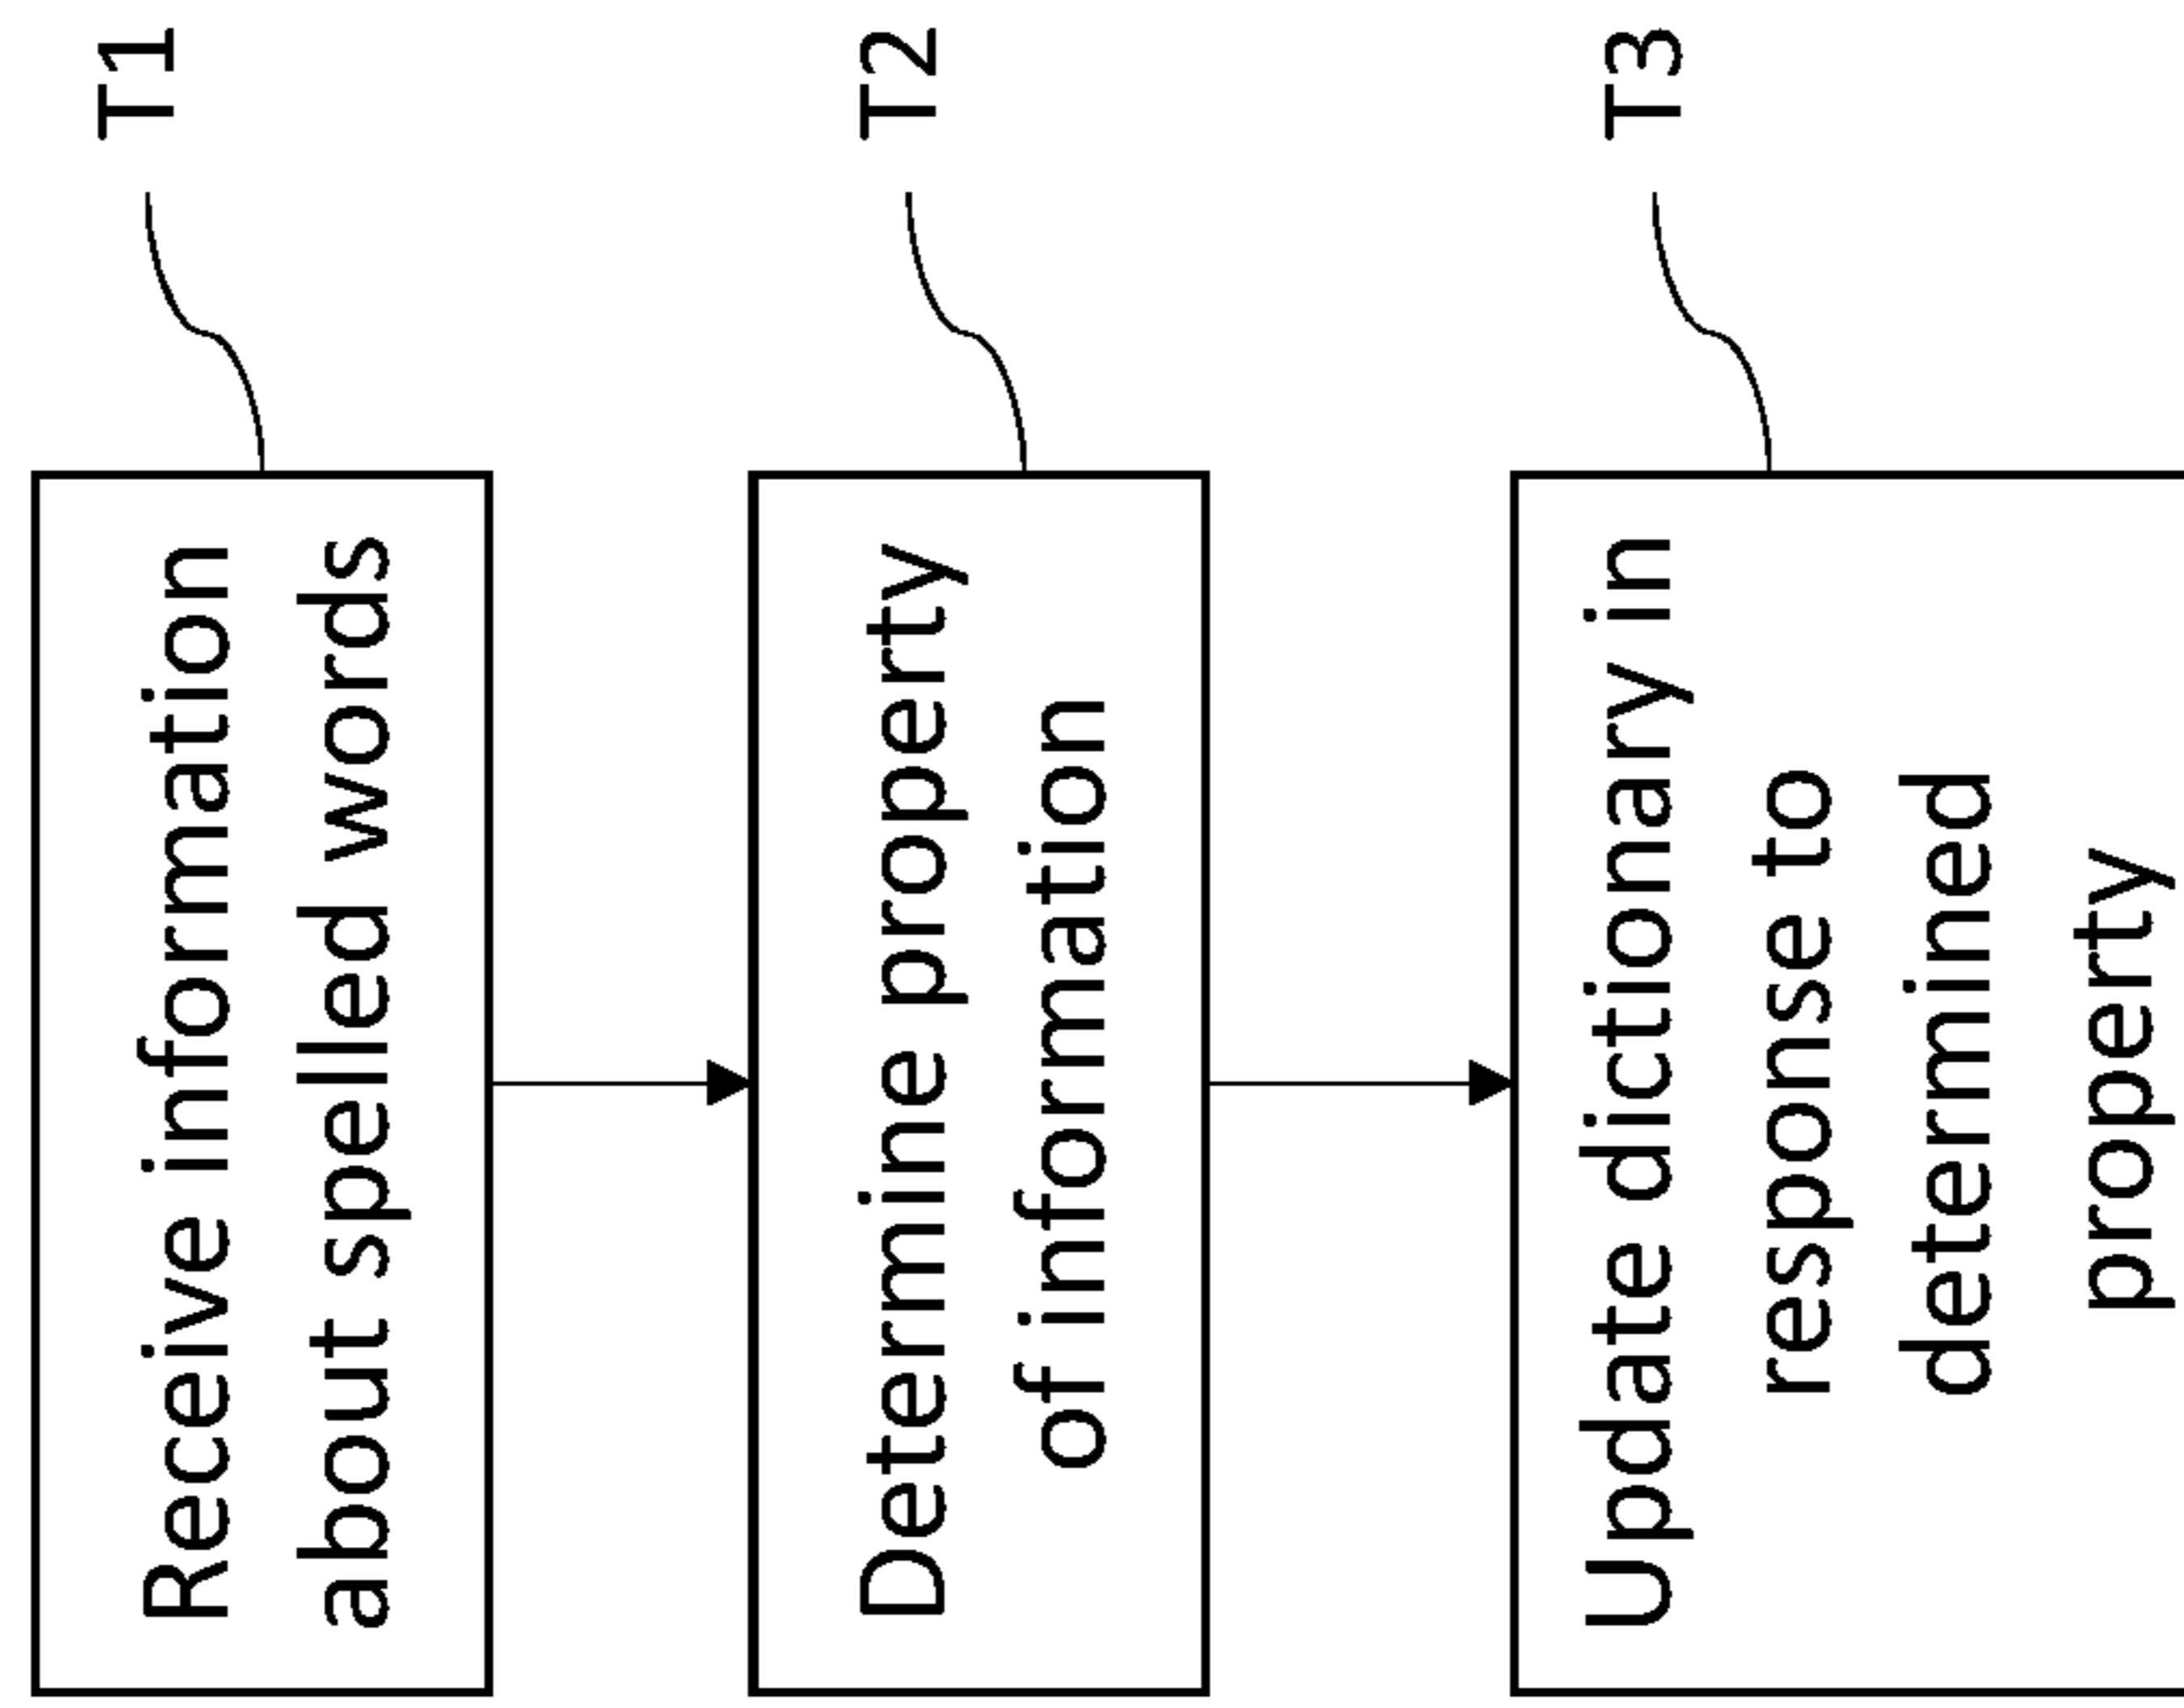 Receive information
about spelled words
T1
Determine property
of information
T2
Update dictionary in
response to
determined
property
T3